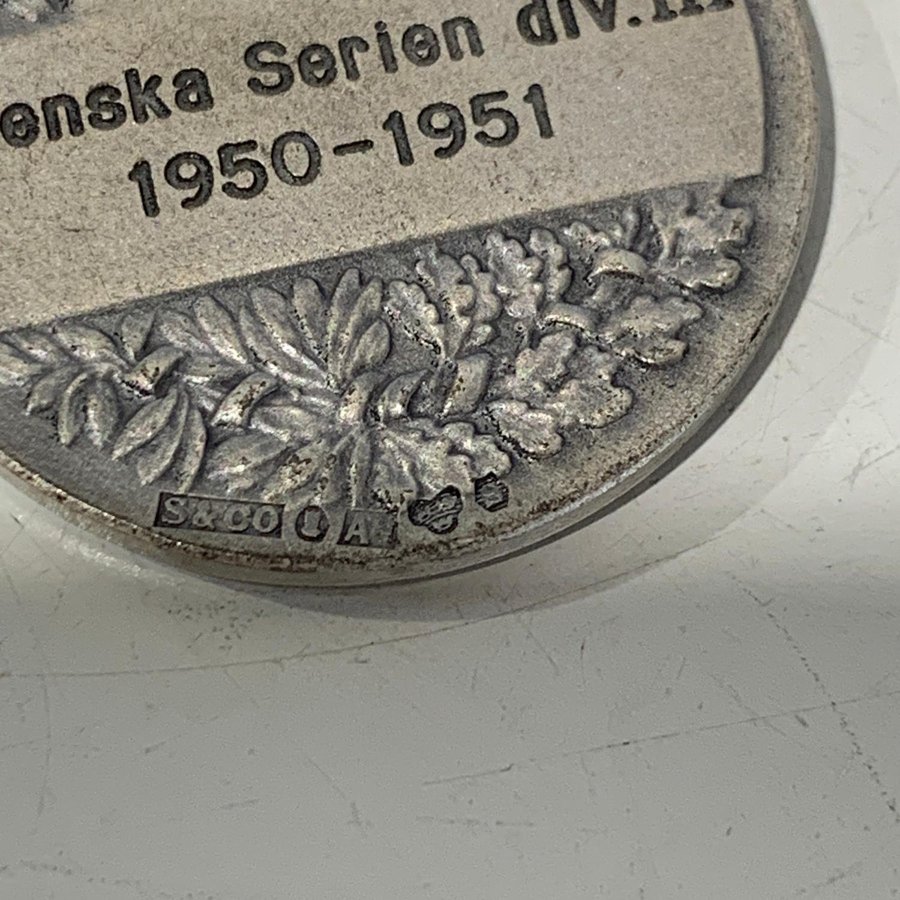 enska Serien div.III
1950-1951
S&CO A